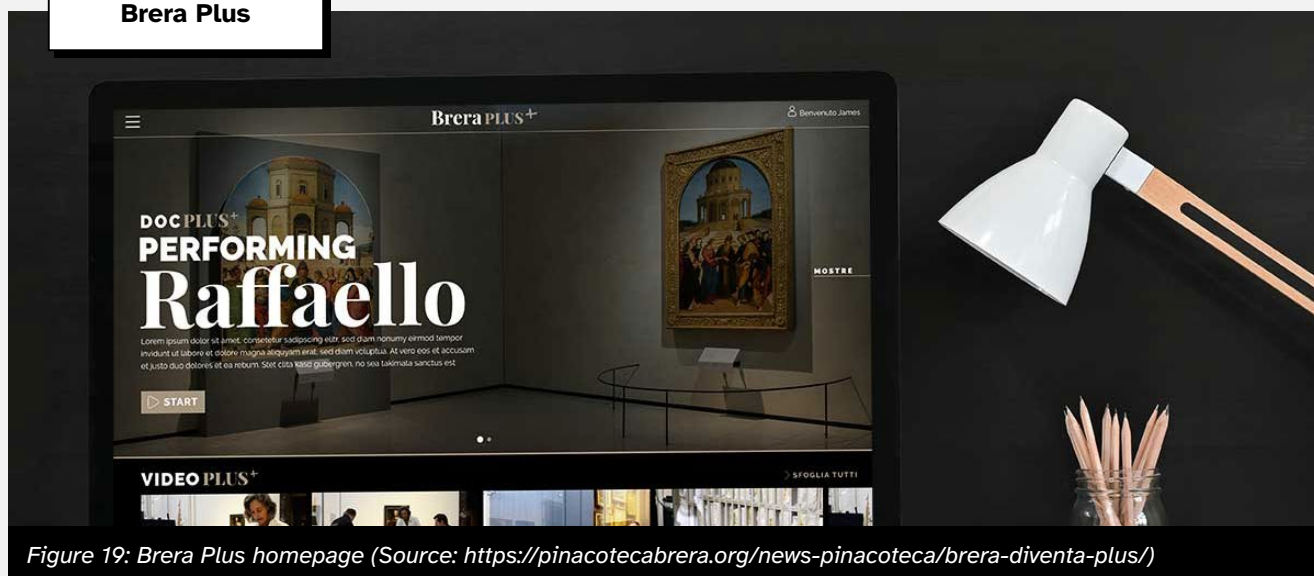 Brera Plus
Brera PLUS+
Benvenuto James
DOC PLUS+
PERFORMING
Raffaello
Lorem ipsum dolor sit amet, consetetur sadipscing elitr, sed diam nonumy eirmod tempor
invidunt ut labore et dolore magna aliquyam erat, sed diam voluptua. At vero eos et accusam
et justo duo dolores et ea rebum. Stet clita kasd gubergren, no sea takimata sanctus est
MOSTRE
START
VIDEO PLUS+
SFOGLIA TUTTI
Figure 19: Brera Plus homepage (Source: https://pinacotecabrera.org/news-pinacoteca/brera-diventa-plus/)